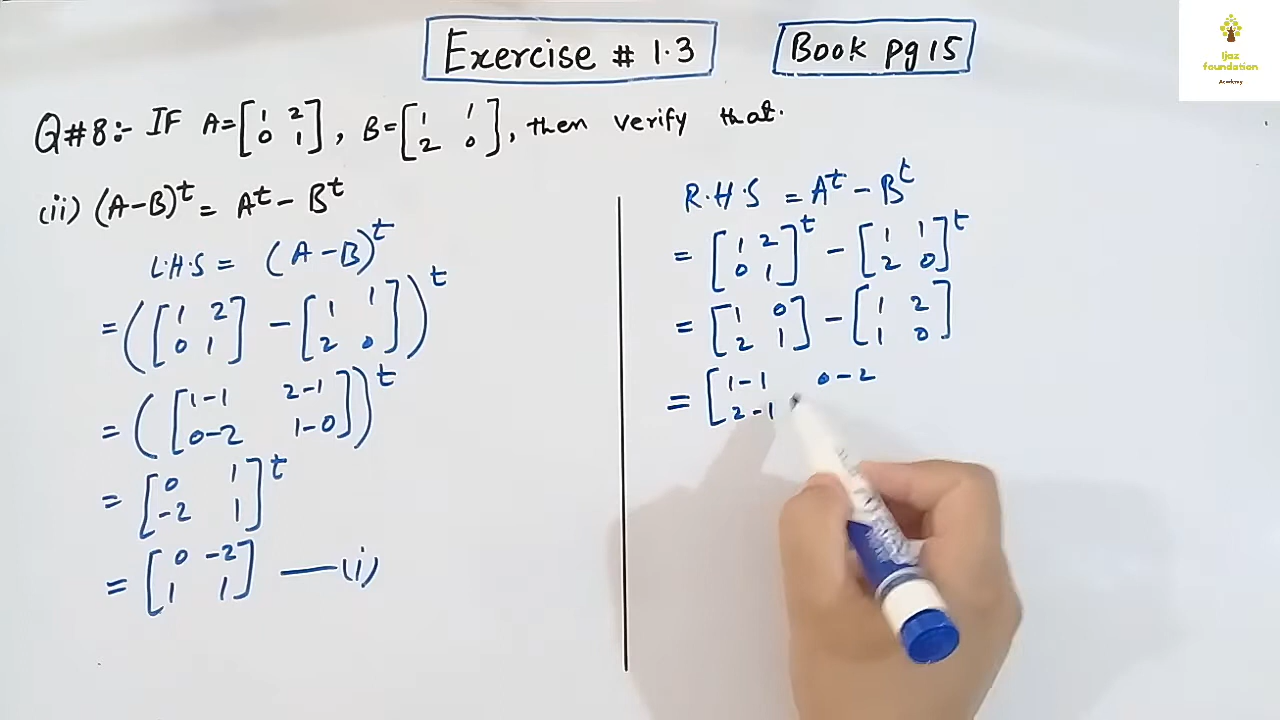 Exercise # 1.3
Book pg 15
Ijaz
foundation
Academy
Q#8:- IF A=[1 2
0 1], B=[1 1
2 0], then verify that.
(ii) (A-B)^t = A^t - B^t
L.H.S = (A-B)^t
=([1 2
0 1] - [1 1
2 0])^t
=([1-1 2-1
0-2 1-0])^t
=[0 1
-2 1]^t
=[0 -2
1 1] —(i)
R.H.S = A^t - B^t
=[1 2
0 1]^t - [1 1
2 0]^t
=[1 0
2 1] - [1 2
1 0]
=[1-1 0-2
2-1